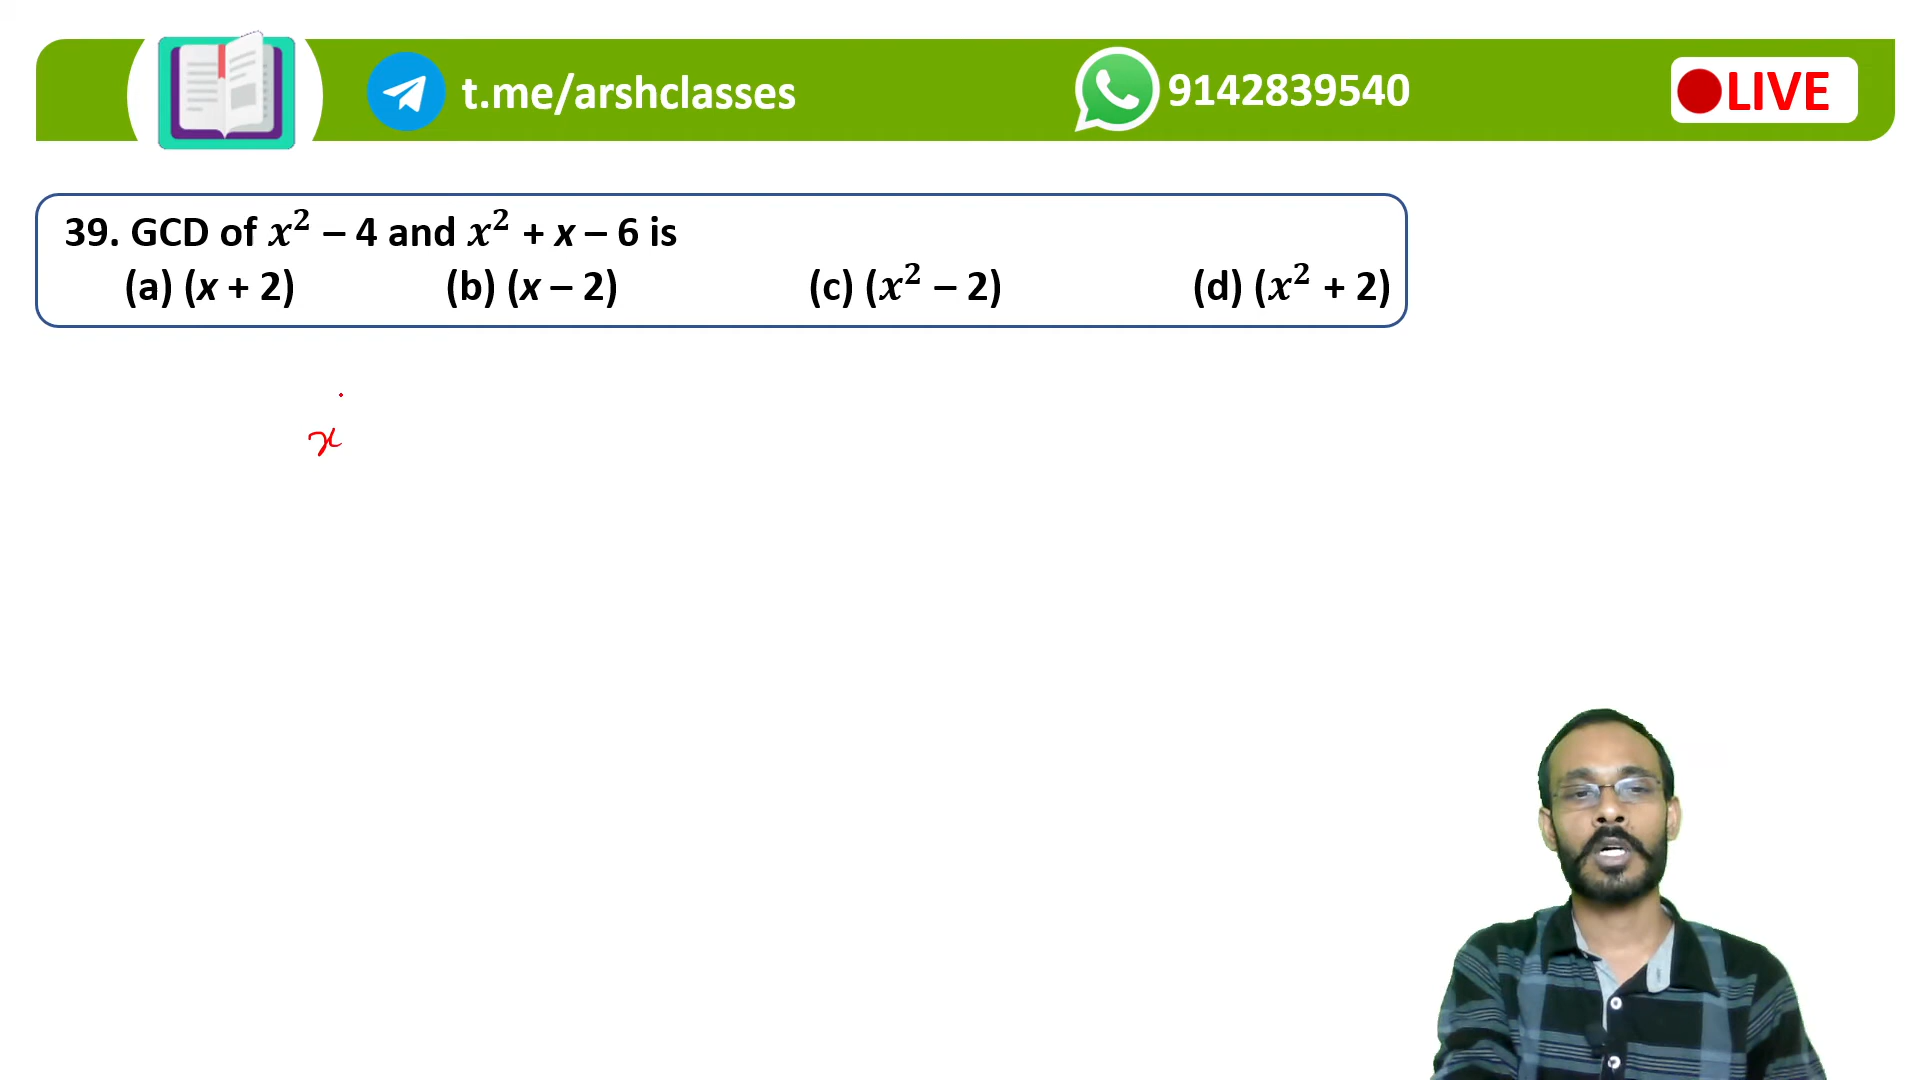 t.me/arshclasses
9142839540
LIVE
39. GCD of x² – 4 and x² + x – 6 is
(a) (x + 2) (b) (x – 2) (c) (x² – 2) (d) (x² + 2)
x